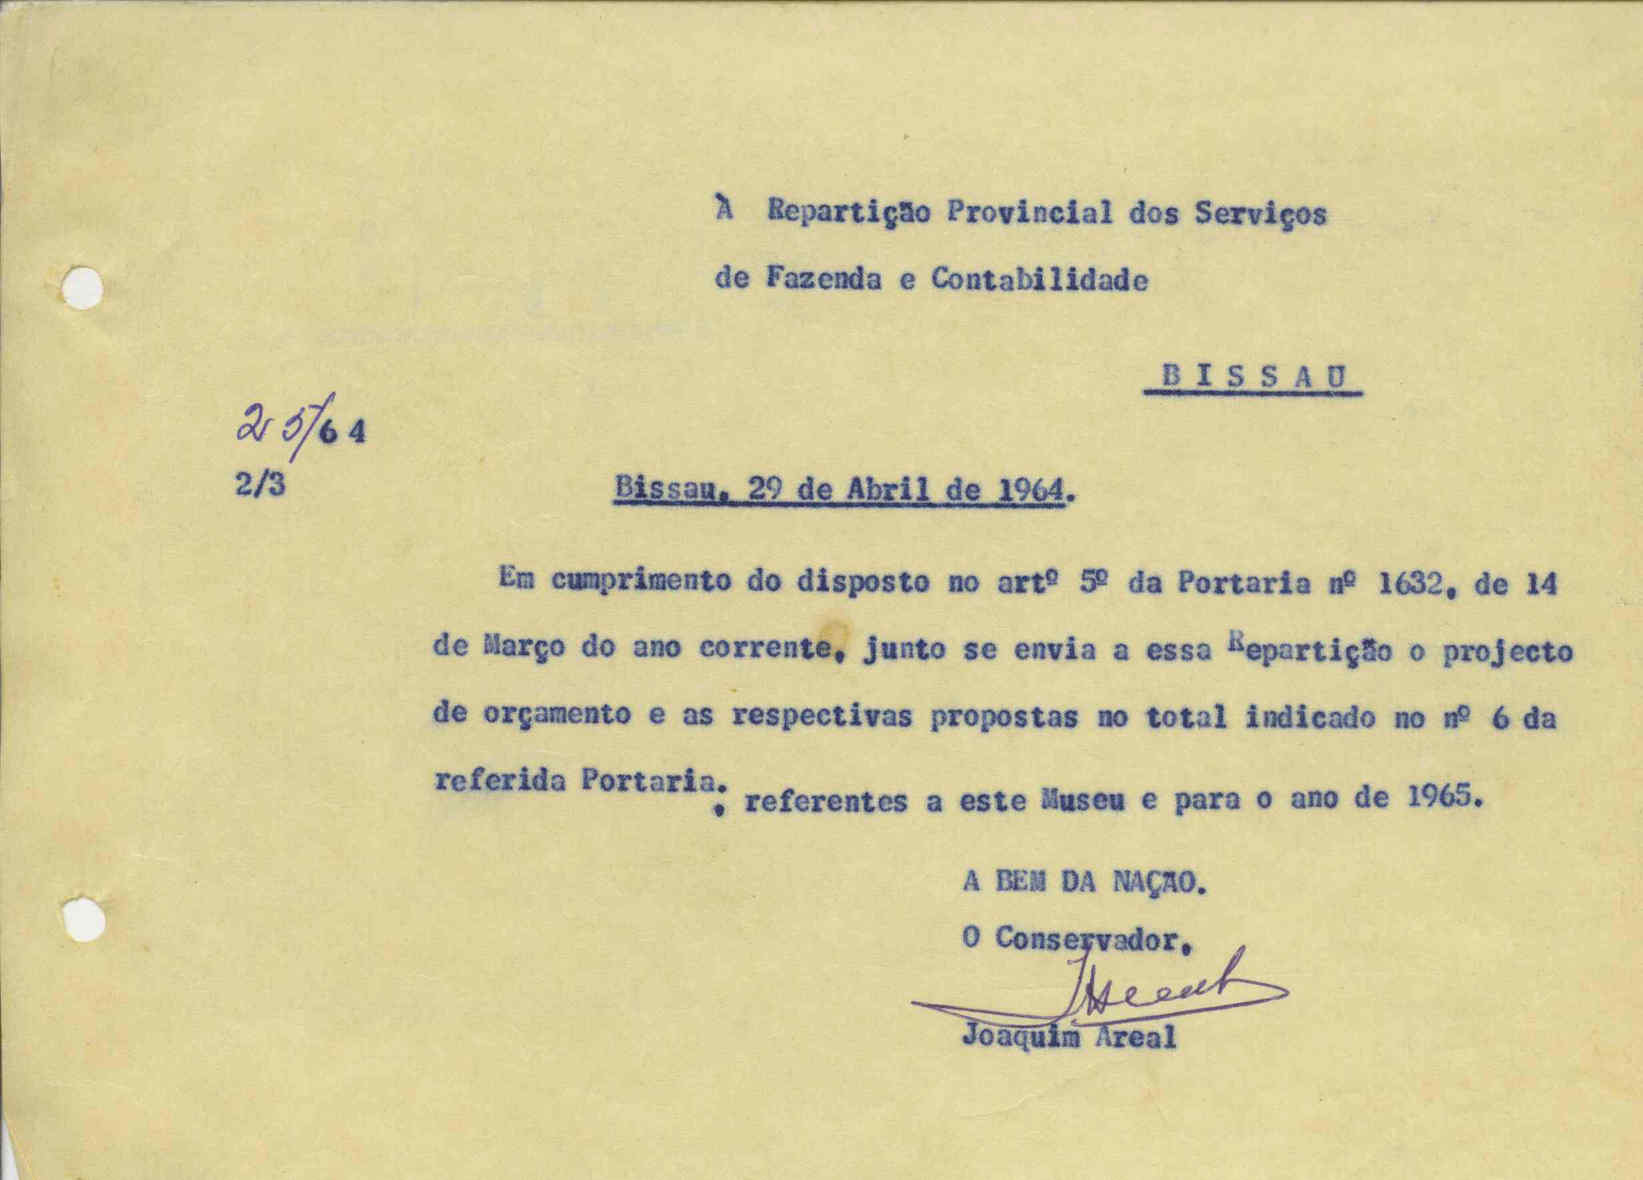 À Repartição Provincial dos Serviços
de Fazenda e Contabilidade
BISSAU
25/64
2/3
Bissau, 29 de Abril de 1964.
Em cumprimento do disposto no artº 5º da Portaria nº 1632, de 14
de Março do ano corrente, junto se envia a essa Repartição o projecto
de orçamento e as respectivas propostas no total indicado no nº 6 da
referida Portaria., referentes a este Museu e para o ano de 1965.
A BEM DA NAÇÃO.
O Conservador,
JAreal
Joaquim Areal